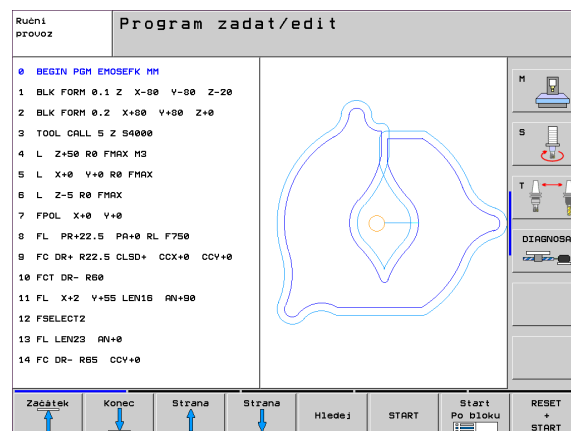 Ruční
provoz
Program zadat/edit
0 BEGIN PGM EMOSEFK MM
1 BLK FORM 0.1 Z X-80 Y-80 Z-20
2 BLK FORM 0.2 X+80 Y+80 Z+0
3 TOOL CALL 5 Z S4000
4 L Z+50 R0 FMAX M3
5 L X+0 Y+0 R0 FMAX
6 L Z-5 R0 FMAX
7 FPOL X+0 Y+0
8 FL PR+22.5 PA+0 RL F750
9 FC DR+ R22.5 CLSD+ CCX+0 CCY+0
10 FCT DR- R60
11 FL X+2 Y+55 LEN16 AN+90
12 FSELECT2
13 FL LEN23 AN+0
14 FC DR- R65 CCY+0
M
S
T
DIAGNOSA
Začátek
Konec
Strana
Strana
Hledej
START
Start
Po bloku
RESET
+
START